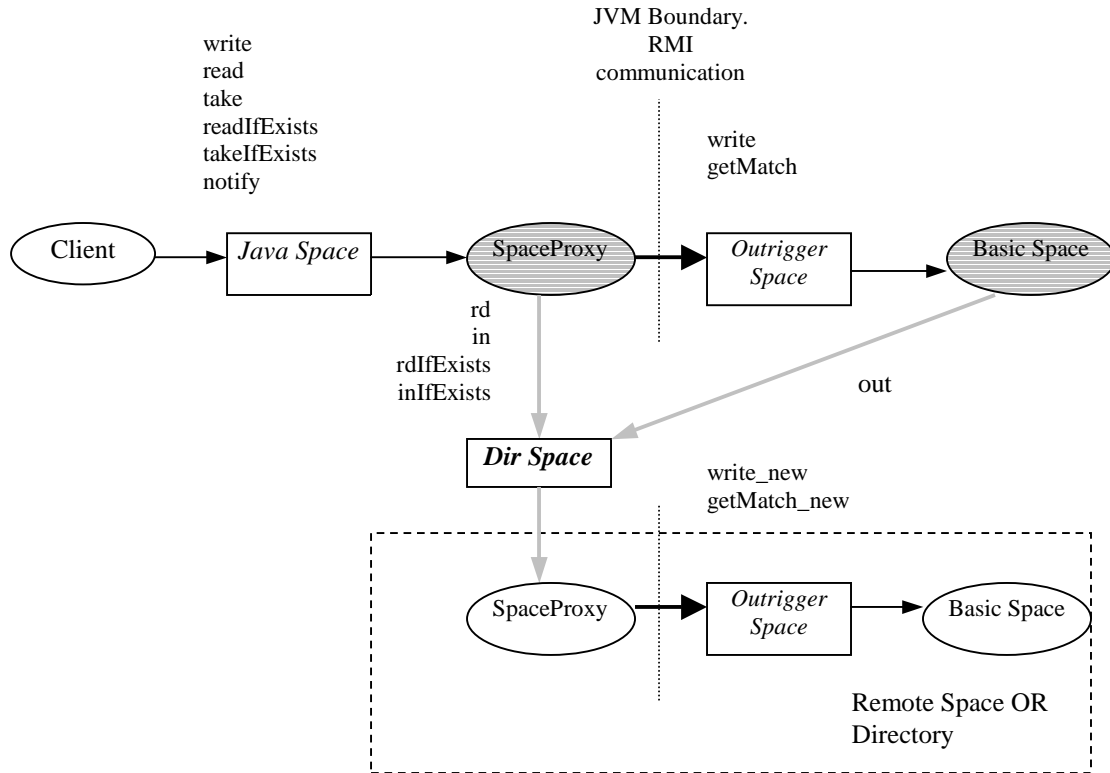 JVM Boundary.
RMI
communication
write
read
take
readIfExists
takeIfExists
notify
write
getMatch
Client
Java Space
SpaceProxy
Outrigger
Space
Basic Space
rd
in
rdIfExists
inIfExists
out
Dir Space
write_new
getMatch_new
SpaceProxy
Outrigger
Space
Basic Space
Remote Space OR
Directory